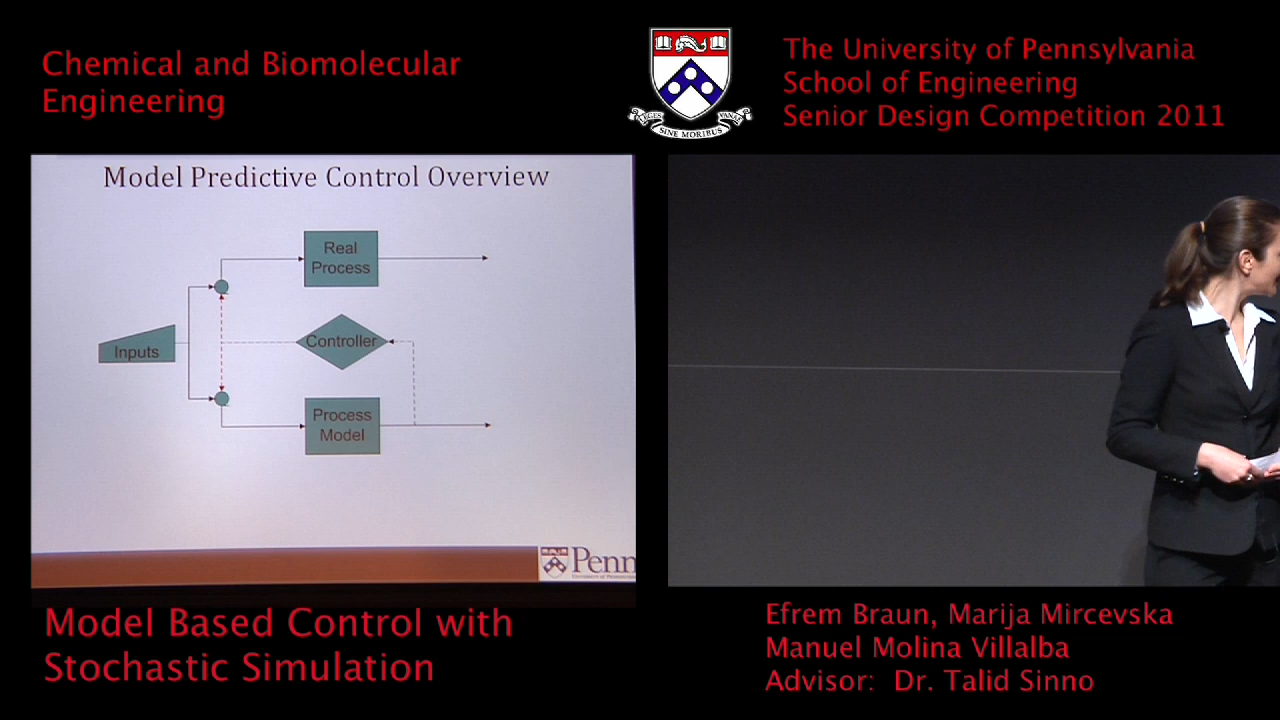 Chemical and Biomolecular
Engineering
The University of Pennsylvania
School of Engineering
Senior Design Competition 2011
LEGES
VANAE
SINE MORIBUS
Model Predictive Control Overview
Real
Process
Controller
Inputs
Process
Model
Penn
Model Based Control with
Stochastic Simulation
Efrem Braun, Marija Mircevska
Manuel Molina Villalba
Advisor: Dr. Talid Sinno